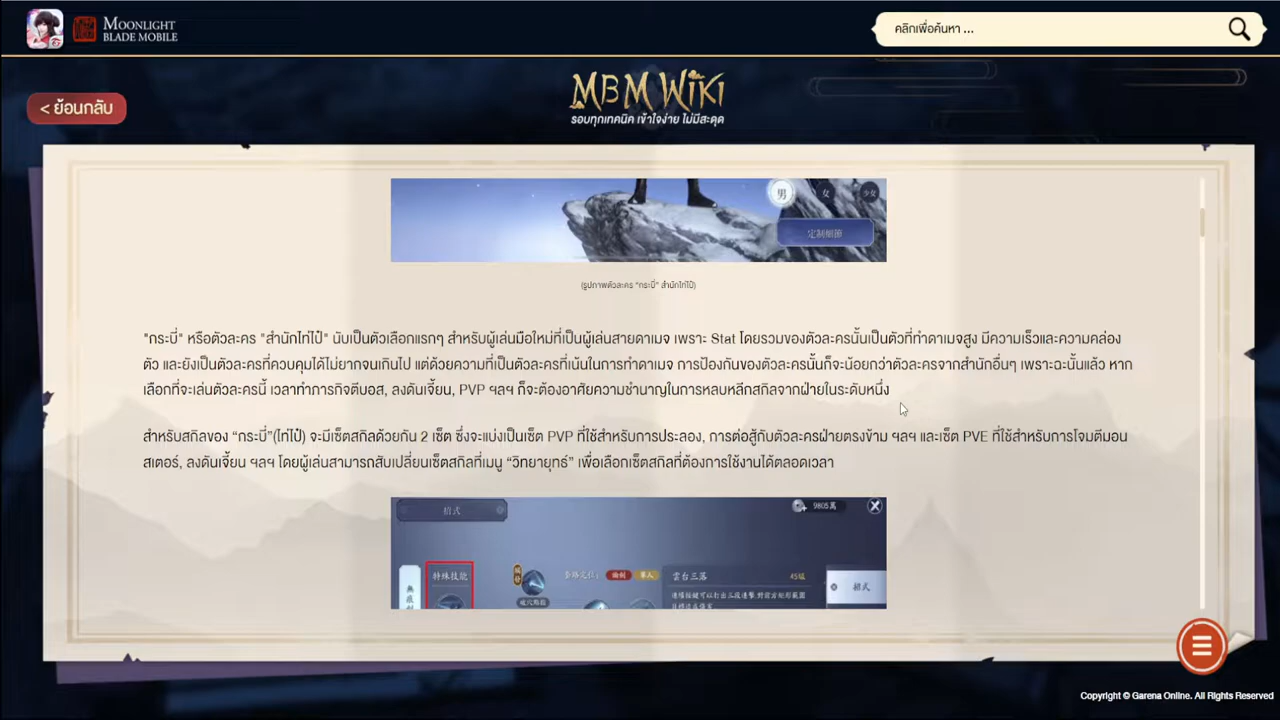 MOONLIGHT
BLADE MOBILE
คลิกเพื่อค้นหา ...
< ย้อนกลับ
MBM WiKi
รอบทุกเทคนิค เข้าใจง่าย ไม่มีสะดุด
男 女 少女
定制細節
(รูปภาพตัวละคร "กระบี่" สำนักไท่ไป๋)
"กระบี่" หรือตัวละคร "สำนักไท่ไป๋" นับเป็นตัวเลือกแรกๆ สำหรับผู้เล่นมือใหม่ที่เป็นผู้เล่นสายดาเมจ เพราะ Stat โดยรวมของตัวละครนั้นเป็นตัวที่ทำดาเมจสูง มีความเร็วและความคล่อง
ตัว และยังเป็นตัวละครที่ควบคุมได้ไม่ยากจนเกินไป แต่ด้วยความที่เป็นตัวละครที่เน้นในการทำดาเมจ การป้องกันของตัวละครนั้นก็จะน้อยกว่าตัวละครจากสำนักอื่นๆ เพราะฉะนั้นแล้ว หาก
เลือกที่จะเล่นตัวละครนี้ เวลาทำภารกิจตีบอส, ลงดันเจี้ยน, PVP ฯลฯ ก็จะต้องอาศัยความชำนาญในการหลบหลีกสกิลจากฝ่ายในระดับหนึ่ง
สำหรับสกิลของ “กระบี่”(ไท่ไป๋) จะมีเซ็ตสกิลด้วยกัน 2 เซ็ต ซึ่งจะแบ่งเป็นเซ็ต PVP ที่ใช้สำหรับการประลอง, การต่อสู้กับตัวละครฝ่ายตรงข้าม ฯลฯ และเซ็ต PVE ที่ใช้สำหรับการโจมตีมอน
สเตอร์, ลงดันเจี้ยน ฯลฯ โดยผู้เล่นสามารถสับเปลี่ยนเซ็ตสกิลที่เมนู “วิทยายุทธ์” เพื่อเลือกเซ็ตสกิลที่ต้องการใช้งานได้ตลอดเวลา
招式
9805萬
特殊技能
無痕劍
雲台三落
45猛
招式
Copyright © Garena Online. All Rights Reserved